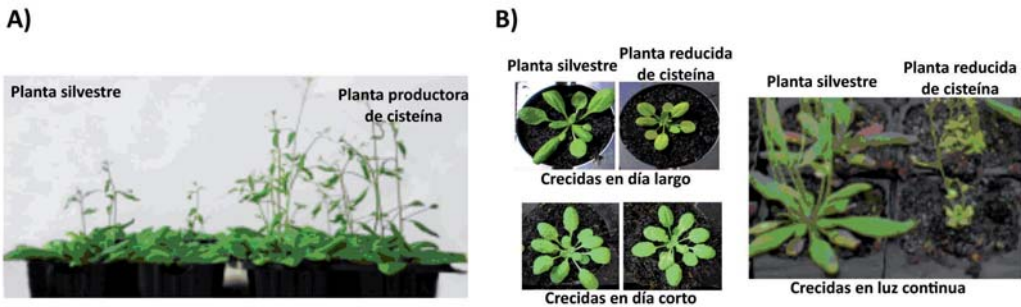 A)
Planta silvestre
Planta productora
de cisteína
B)
Planta silvestre
Planta reducida
de cisteína
Crecidas en día largo
Crecidas en día corto
Planta silvestre
Planta reducida
de cisteína
Crecidas en luz continua